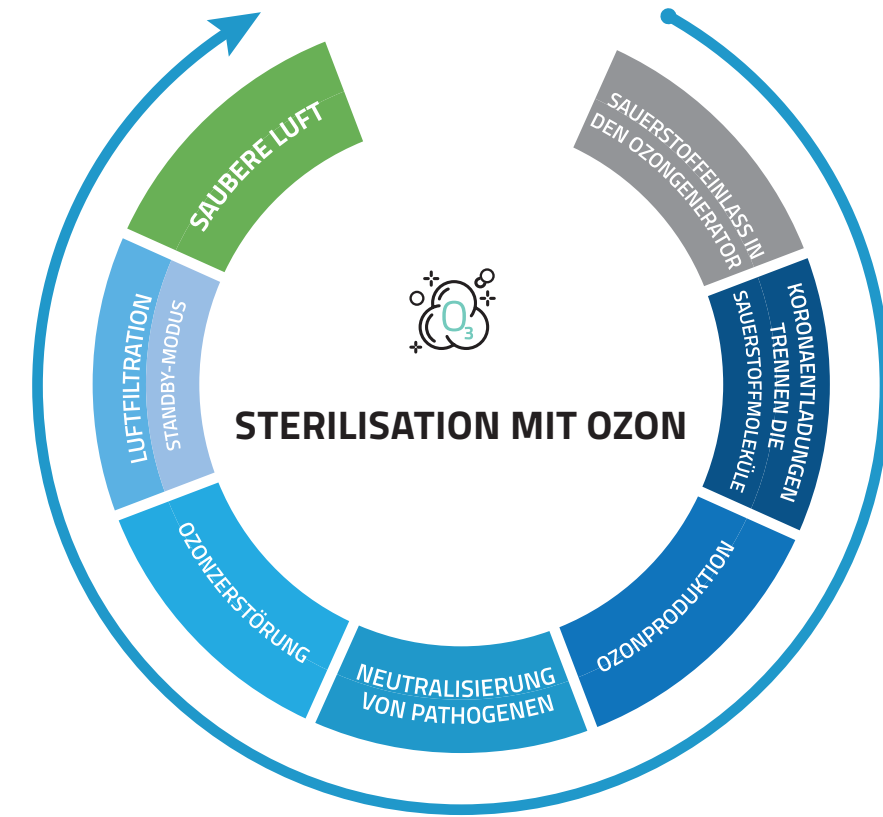 SAUERSTOFFEINLASS IN
DEN OZONGENERATOR
KORONAENTLADUNGEN
TRENNEN DIE
SAUERSTOFFMOLEKÜLE
OZONPRODUKTION
NEUTRALISIERUNG
VON PATHOGENEN
OZONZERSTÖRUNG
LUFTFILTRATION
STANDBY-MODUS
SAUBERE LUFT
O3
STERILISATION MIT OZON